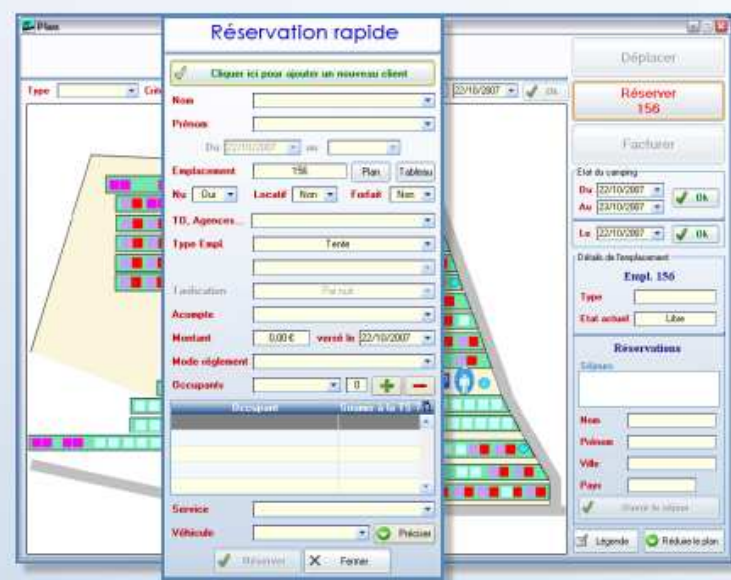 Plan
Réservation rapide
Cliquer ici pour ajouter un nouveau client
Type
22/10/2007 Ok
Nom
Prénom
Du 22/10/2007 au
Emplacement 156 Plan Tableau
Nu Oui Locatif Non Forfait Non
TO, Agences...
Type Empl. Tente
Tarification Par nuit
Acompte
Montant 0,00 € versé le 22/10/2007
Mode règlement
Occupants 0
Occupant
Service
Véhicule Préciser
Réserver Fermer
Déplacer
Réserver
156
Facturer
Etat du camping
Du 22/10/2007
Au 23/10/2007
Ok
Le 22/10/2007 Ok
Détails de l'emplacement
Empl. 156
Type
Etat actuel Libre
Réservations
Séjours
Nom
Prénom
Ville
Pays
Légende Réduire le plan